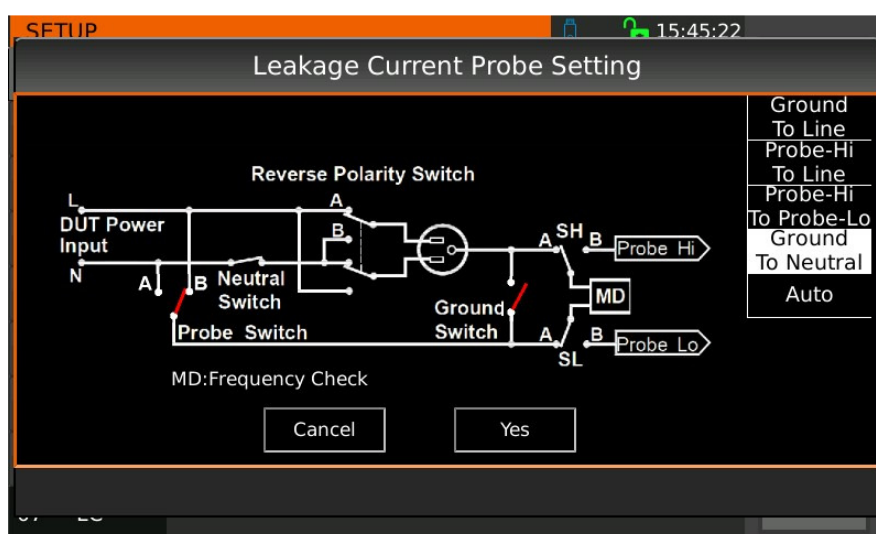 SETUP
15:45:22
Leakage Current Probe Setting
Ground
To Line
Probe-Hi
To Line
Probe-Hi
To Probe-Lo
Ground
To Neutral
Auto
Reverse Polarity Switch
L
A
DUT Power
Input
B
N
A
B
Neutral
Switch
Probe Switch
Ground
Switch
A
SH
B
Probe Hi
MD
A
SL
B
Probe Lo
MD:Frequency Check
Cancel
Yes